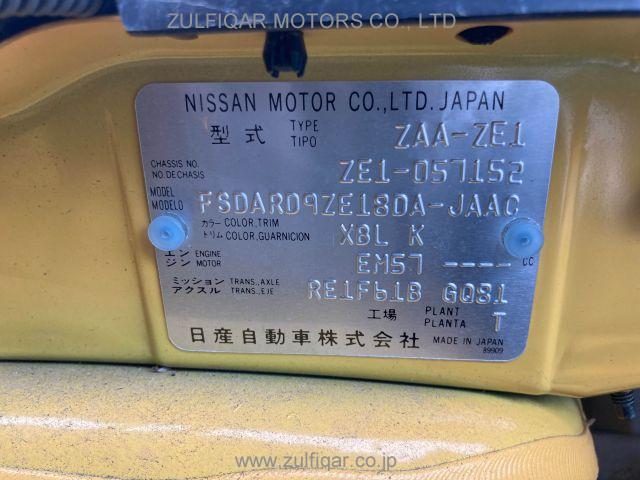 ZULFIQAR MOTORS CO., LTD.
NISSAN MOTOR CO.,LTD. JAPAN
型式 TYPE TIPO ZAA-ZE1
CHASSIS NO. NO. DE CHASIS ZE1-057152
MODEL MODELO FSDARD9ZE18DA-JAAC
カラー COLOR, TRIM トリム COLOR, GUARNICION XBL K
エンジン ENGINE MOTOR EM57 ---- CC
ミッション TRANS., AXLE アクスル TRANS., EJE RE1F61B GQ81
工場 PLANT PLANTA T
日産自動車株式会社 MADE IN JAPAN
89909
www.zulfiqar.co.jp